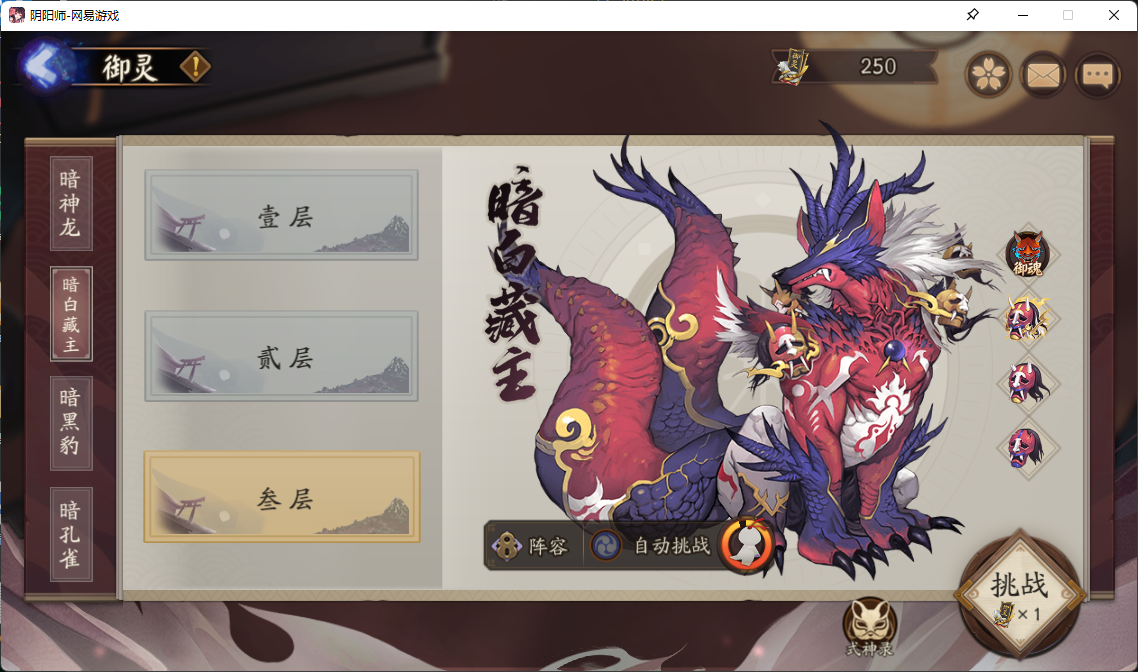 阴阳师-网易游戏
御灵
!
250
暗神龙
暗白藏主
暗黑豹
暗孔雀
壹层
贰层
叁层
暗白藏主
御魂
阵容
自动挑战
挑战
×1
式神录